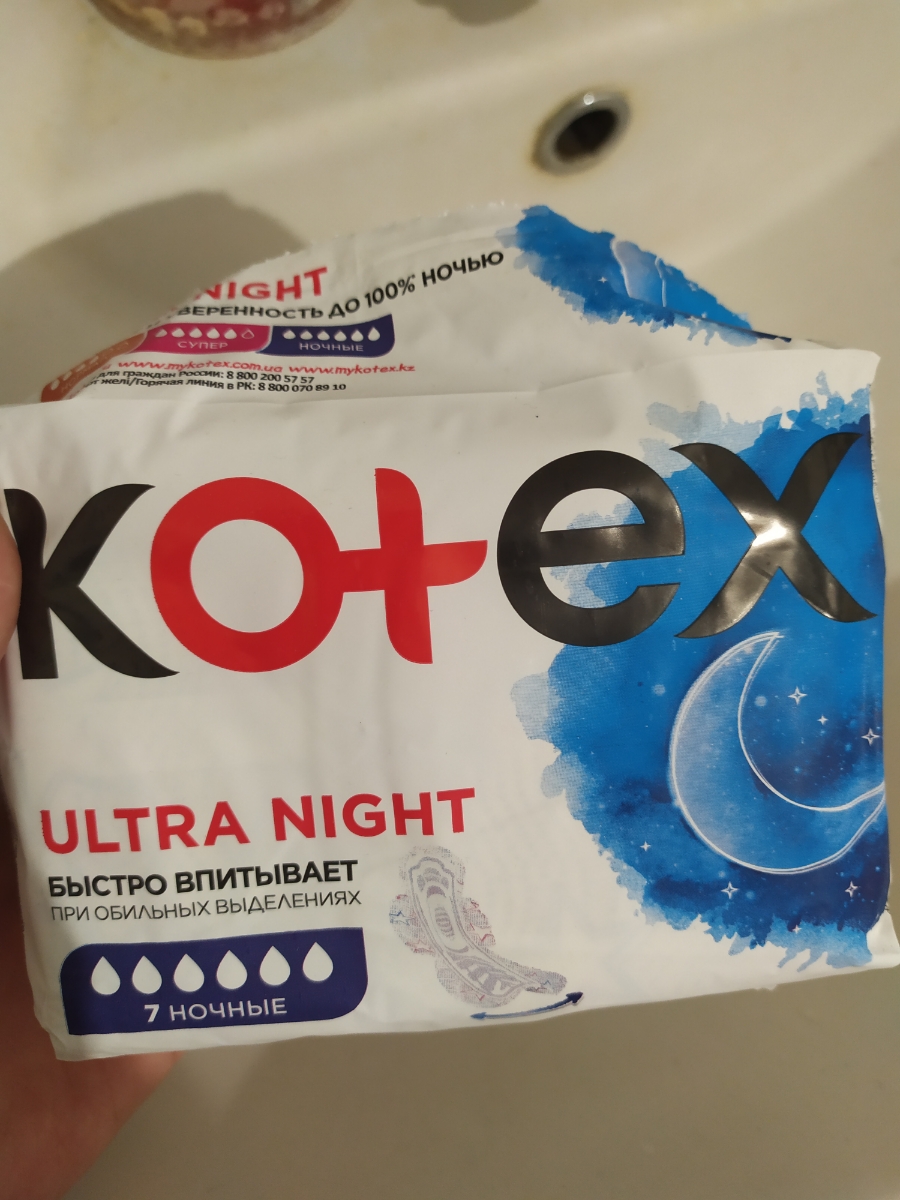 NIGHT
ДО 100% НОЧЬЮ
СУПЕР
НОЧНЫЕ
www.mykotex.com.ua www.mykotex.kz
для граждан России: 8 800 200 57 57
желі/Горячая линия в РК: 8 800 070 89 10
kotex
ULTRA NIGHT
БЫСТРО ВПИТЫВАЕТ
ПРИ ОБИЛЬНЫХ ВЫДЕЛЕНИЯХ
7 НОЧНЫЕ